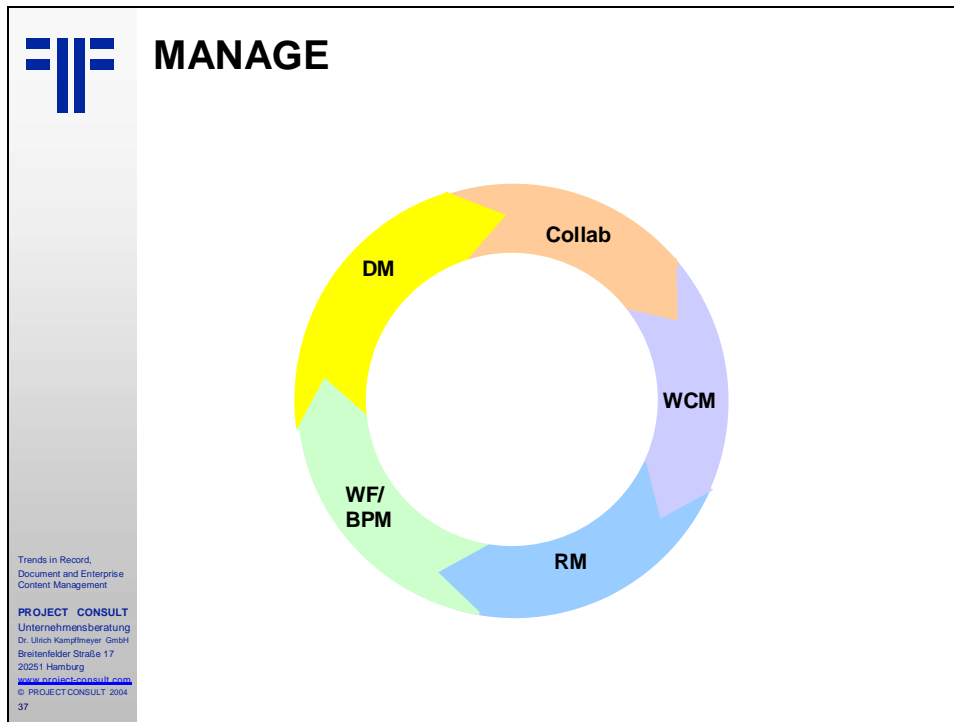 MANAGE
Collab
DM
WCM
WF/
BPM
RM
Trends in Record,
Document and Enterprise
Content Management
PROJECT CONSULT
Unternehmensberatung
Dr. Ulrich Kampffmeyer GmbH
Breitenfelder Straße 17
20251 Hamburg
www.project-consult.com
© PROJECT CONSULT 2004
37